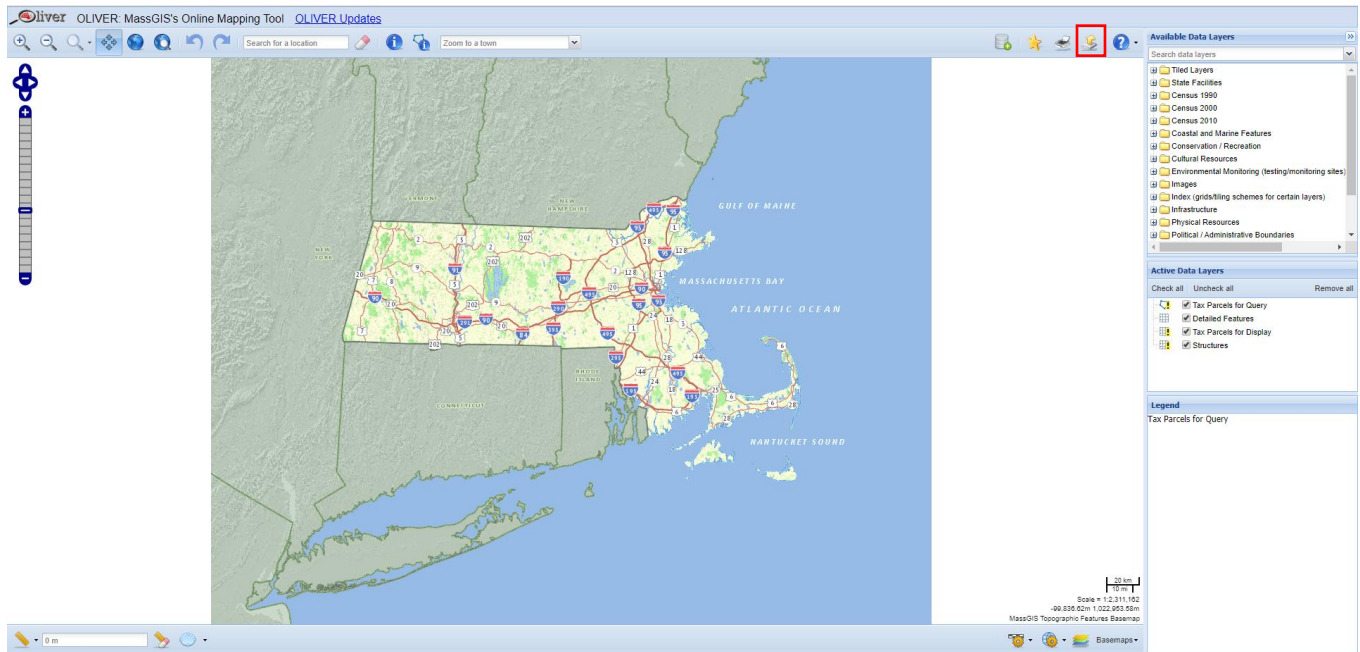 Oliver OLIVER: MassGIS's Online Mapping Tool OLIVER Updates
Search for a location
Zoom to a town
Available Data Layers
Search data layers
Tiled Layers
State Facilities
Census 1990
Census 2000
Census 2010
Coastal and Marine Features
Conservation / Recreation
Cultural Resources
Environmental Monitoring (testing/monitoring sites)
Images
Index (grids/tiling schemes for certain layers)
Infrastructure
Physical Resources
Political / Administrative Boundaries
Active Data Layers
Check all Uncheck all Remove all
Tax Parcels for Query
Detailed Features
Tax Parcels for Display
Structures
Legend
Tax Parcels for Query
VERMONT
NEW
HAMPSHIRE
GULF OF MAINE
NEW
YORK
MASSACHUSETTS BAY
ATLANTIC OCEAN
RHODE
ISLAND
CONNECTICUT
NANTUCKET SOUND
20 km
10 mi
Scale = 1:2,311,162
-99,836.62m 1,022,953.58m
MassGIS Topographic Features Basemap
0 m
Basemaps